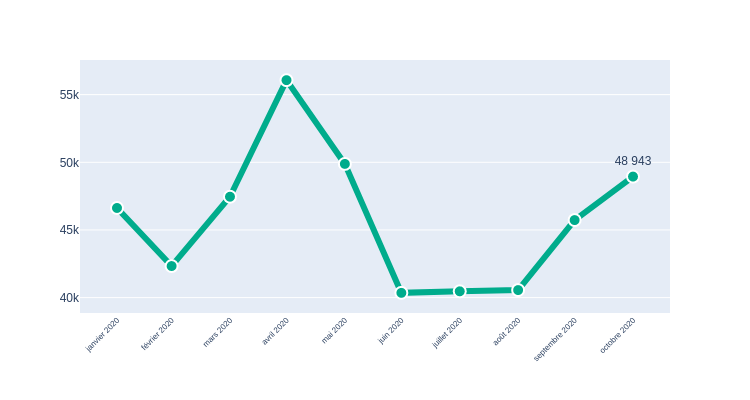 55k
50k
45k
40k
48 943
janvier 2020
février 2020
mars 2020
avril 2020
mai 2020
juin 2020
juillet 2020
août 2020
septembre 2020
octobre 2020